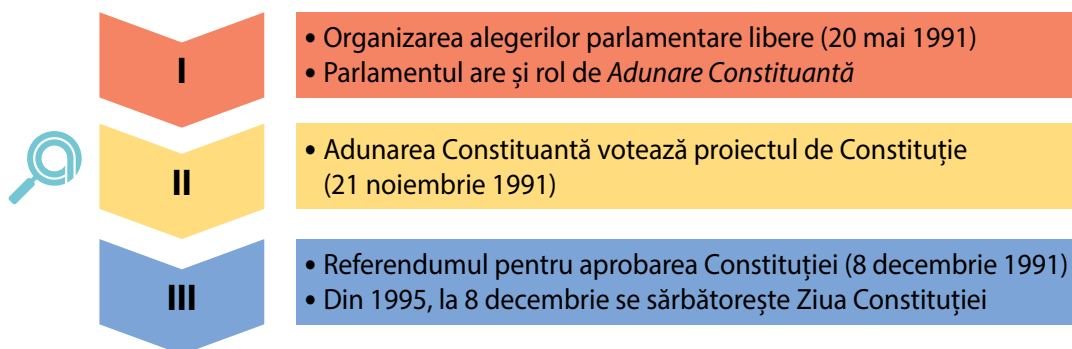 I
• Organizarea alegerilor parlamentare libere (20 mai 1991)
• Parlamentul are și rol de Adunare Constituantă
II
• Adunarea Constituantă votează proiectul de Constituție
(21 noiembrie 1991)
III
• Referendumul pentru aprobarea Constituției (8 decembrie 1991)
• Din 1995, la 8 decembrie se sărbătorește Ziua Constituției